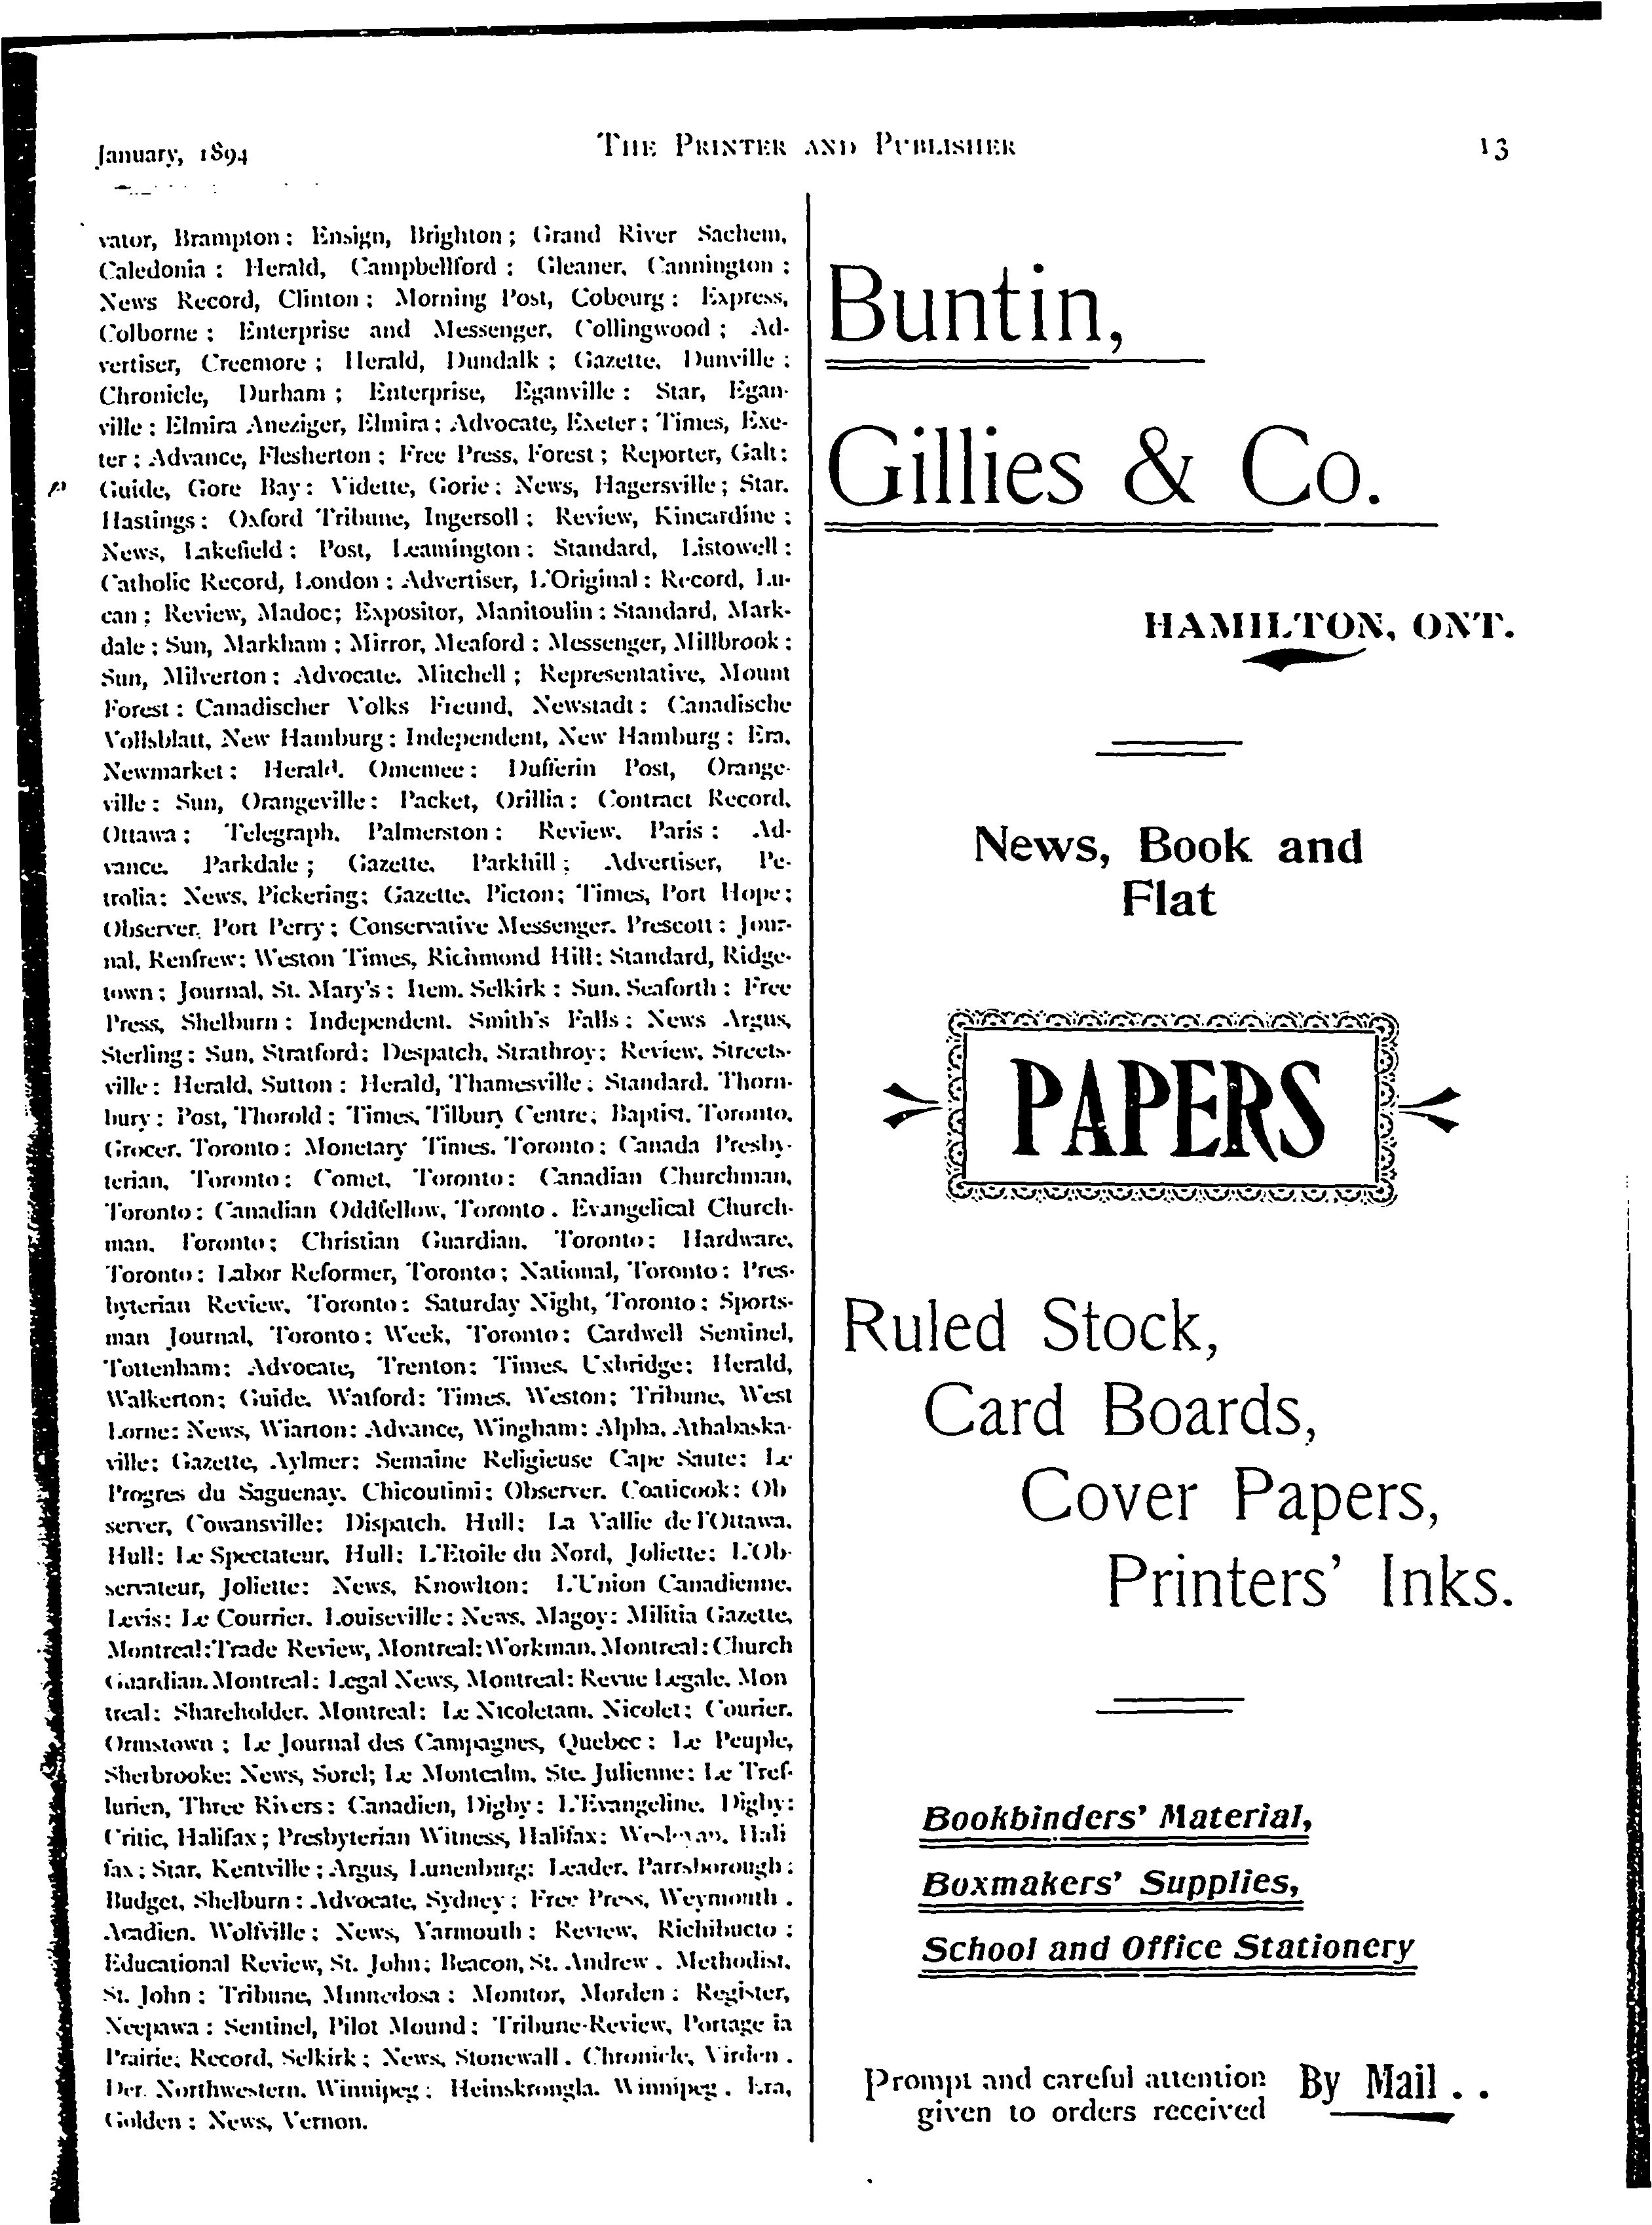 January, 1894
THE PRINTER AND PUBLISHER
13
vator, Brampton; Ensign, Brighton; Grand River Sachem,
Caledonia; Herald, Campbellford; Gleaner, Cannington;
News Record, Clinton; Morning Post, Cobourg; Express,
Colborne; Enterprise and Messenger, Collingwood; Ad-
vertiser, Creemore; Herald, Dundalk; Gazette, Dunville;
Chronicle, Durham; Enterprise, Eganville; Star, Egan-
ville; Elmira Aneziger, Elmira; Advocate, Exeter; Times, Exe-
ter; Advance, Flesherton; Free Press, Forest; Reporter, Galt;
Guide, Gore Bay; Vidette, Gorie; News, Hagersville; Star,
Hastings; Oxford Tribune, Ingersoll; Review, Kincardine;
News, Lakefield; Post, Leamington; Standard, Listowell;
Catholic Record, London; Advertiser, L'Original; Record, Lu-
can; Review, Madoc; Expositor, Manitoulin; Standard, Mark-
dale; Sun, Markham; Mirror, Meaford; Messenger, Millbrook;
Sun, Milverton; Advocate, Mitchell; Representative, Mount
Forest; Canadischer Volks Freund, Newstadt; Canadische
Vollsblatt, New Hamburg; Independent, New Hamburg; Era,
Newmarket; Herald, Omemee; Dufferin Post, Orange-
ville; Sun, Orangeville; Packet, Orillia; Contract Record,
Ottawa; Telegraph, Palmerston; Review, Paris; Ad-
vance, Parkdale; Gazette, Parkhill; Advertiser, Pe-
trolia; News, Pickering; Gazette, Picton; Times, Port Hope;
Observer, Port Perry; Conservative Messenger, Prescott; Jour-
nal, Renfrew; Weston Times, Richmond Hill; Standard, Ridge-
town; Journal, St. Mary's; Item, Selkirk; Sun, Seaforth; Free
Press, Shelburn; Independent, Smith's Falls; News Argus,
Sterling; Sun, Stratford; Despatch, Strathroy; Review, Streets-
ville; Herald, Sutton; Herald, Thamesville; Standard, Thorn-
bury; Post, Thorold; Times, Tilbury Centre; Baptist, Toronto,
Grocer, Toronto; Monetary Times, Toronto; Canada Presby-
terian, Toronto; Comet, Toronto; Canadian Churchman,
Toronto; Canadian Oddfellow, Toronto. Evangelical Church-
man, Toronto; Christian Guardian, Toronto; Hardware,
Toronto; Labor Reformer, Toronto; National, Toronto; Pres-
byterian Review, Toronto; Saturday Night, Toronto; Sports-
man Journal, Toronto; Week, Toronto; Cardwell Sentinel,
Tottenham; Advocate, Trenton; Times, Uxbridge; Herald,
Walkerton; Guide, Watford; Times, Weston; Tribune, West
Lorne; News, Wiarton; Advance, Wingham; Alpha, Athabaska-
ville; Gazette, Aylmer; Semaine Religieuse Cape Saute; Le
Progres du Saguenay, Chicoutimi; Observer, Coaticook; Ob
server, Cowansville; Dispatch, Hull; La Vallie de l'Ottawa,
Hull; Le Spectateur, Hull; L'Etoile du Nord, Joliette; L'Ob-
servateur, Joliette; News, Knowlton; L'Union Canadienne,
Levis; Le Courrier, Louiseville; News, Magoy; Militia Gazette,
Montreal; Trade Review, Montreal; Workman, Montreal; Church
Guardian, Montreal; Legal News, Montreal; Revue Legale, Mon
treal; Shareholder, Montreal; Le Nicoletam, Nicolet; Courier,
Ormstown; Le Journal des Campagnes, Quebec; Le Peuple,
Sherbrooke; News, Sorel; Le Montcalm, Ste. Julienne; Le Tref-
lurien, Three Rivers; Canadien, Digby; L'Evangeline, Digby;
Critic, Halifax; Presbyterian Witness, Halifax; Wesleyan, Hali
fax; Star, Kentville; Argus, Lunenburg; Leader, Parrsborough;
Budget, Shelburn; Advocate, Sydney; Free Press, Weymouth.
Acadien, Wolfville; News, Yarmouth; Review, Richibucto;
Educational Review, St. John; Beacon, St. Andrew. Methodist,
St. John; Tribune, Minnedosa; Monitor, Morden; Register,
Neepawa; Sentinel, Pilot Mound; Tribune-Review, Portage la
Prairie; Record, Selkirk; News, Stonewall. Chronicle, Virden.
Der Northwestern, Winnipeg; Heinskrongla, Winnipeg. Era,
Golden; News, Vernon.
Buntin,
Gillies & Co.
HAMILTON, ONT.
News, Book and
Flat
PAPERS
Ruled Stock,
Card Boards,
Cover Papers,
Printers' Inks.
Bookbinders' Material,
Boxmakers' Supplies,
School and Office Stationery
Prompt and careful attention
given to orders received
By Mail . .